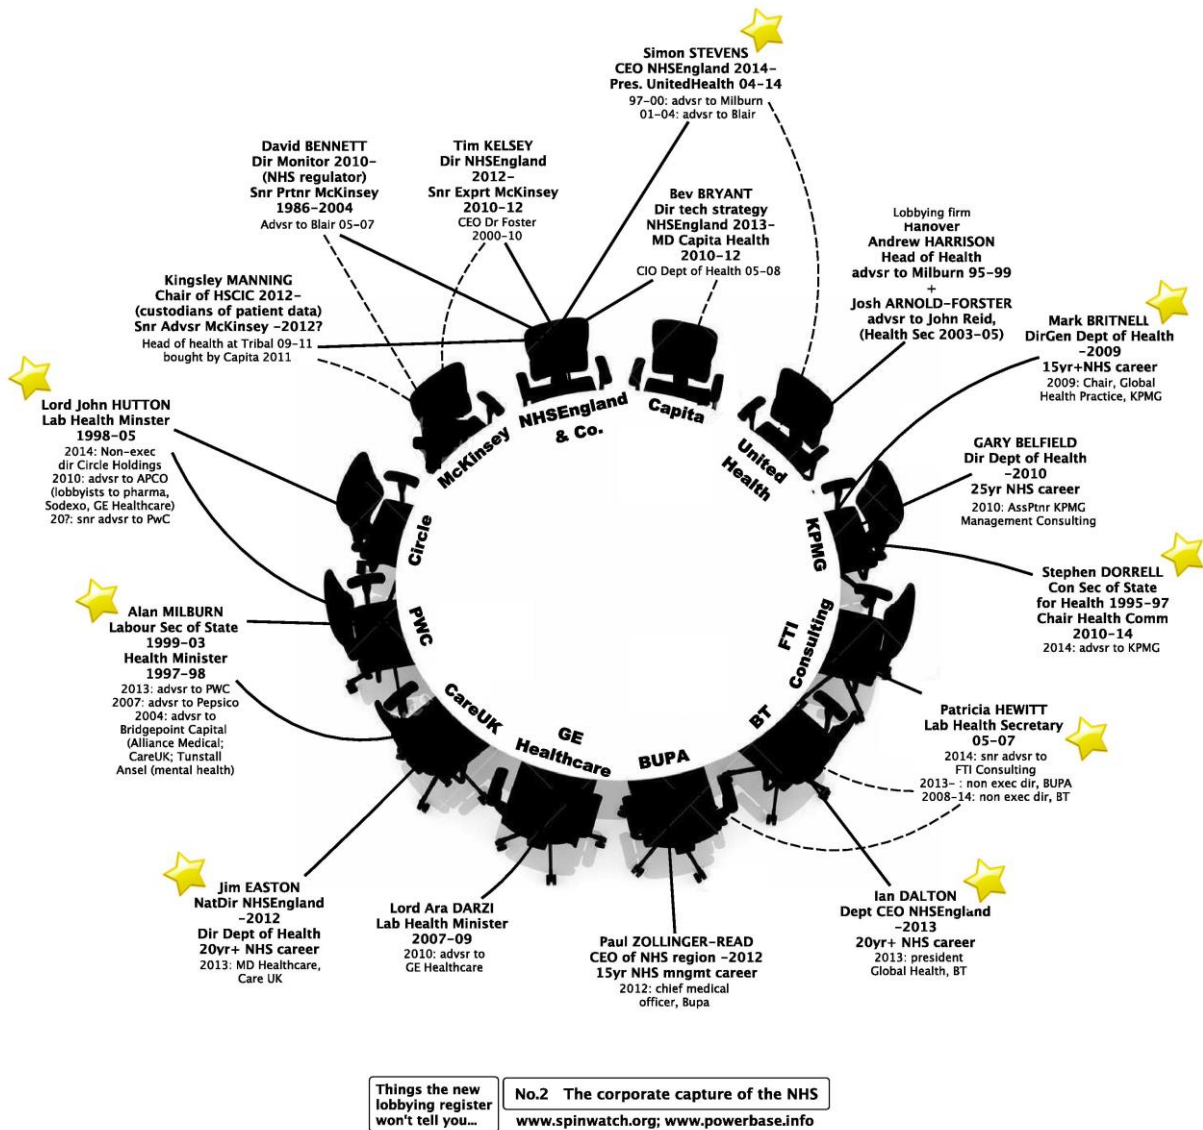 Simon STEVENS
CEO NHSEngland 2014-
Pres. UnitedHealth 04-14
97-00: advsr to Milburn
01-04: advsr to Blair
David BENNETT
Dir Monitor 2010-
(NHS regulator)
Snr Prtnr McKinsey
1986-2004
Advsr to Blair 05-07
Tim KELSEY
Dir NHSEngland
2012-
Snr Exprt McKinsey
2010-12
CEO Dr Foster
2000-10
Bev BRYANT
Dir tech strategy
NHSEngland 2013-
MD Capita Health
2010-12
CIO Dept of Health 05-08
Lobbying firm
Hanover
Andrew HARRISON
Head of Health
advsr to Milburn 95-99
+
Josh ARNOLD-FORSTER
advsr to John Reid,
(Health Sec 2003-05)
Kingsley MANNING
Chair of HSCIC 2012-
(custodians of patient data)
Snr Advsr McKinsey -2012?
Head of health at Tribal 09-11
bought by Capita 2011
Mark BRITNELL
DirGen Dept of Health
-2009
15yr+NHS career
2009: Chair, Global
Health Practice, KPMG
Lord John HUTTON
Lab Health Minster
1998-05
2014: Non-exec
dir Circle Holdings
2010: advsr to APCO
(lobbyists to pharma,
Sodexo, GE Healthcare)
20?: snr advsr to PwC
GARY BELFIELD
Dir Dept of Health
-2010
25yr NHS career
2010: AssPtnr KPMG
Management Consulting
McKinsey
NHSEngland
& Co.
Capita
United
Health
Circle
KPMG
PWC
FTI
Consulting
CareUK
GE
Healthcare
BUPA
BT
Stephen DORRELL
Con Sec of State
for Health 1995-97
Chair Health Comm
2010-14
2014: advsr to KPMG
Alan MILBURN
Labour Sec of State
1999-03
Health Minister
1997-98
2013: advsr to PWC
2007: advsr to Pepsico
2004: advsr to
Bridgepoint Capital
(Alliance Medical;
CareUK; Tunstall
Ansel (mental health)
Patricia HEWITT
Lab Health Secretary
05-07
2014: snr advsr to
FTI Consulting
2013- : non exec dir, BUPA
2008-14: non exec dir, BT
Jim EASTON
NatDir NHSEngland
-2012
Dir Dept of Health
20yr+ NHS career
2013: MD Healthcare,
Care UK
Lord Ara DARZI
Lab Health Minister
2007-09
2010: advsr to
GE Healthcare
Paul ZOLLINGER-READ
CEO of NHS region -2012
15yr NHS mngmt career
2012: chief medical
officer, Bupa
Ian DALTON
Dept CEO NHSEngland
-2013
20yr+ NHS career
2013: president
Global Health, BT
Things the new
lobbying register
won't tell you...
No.2 The corporate capture of the NHS
www.spinwatch.org; www.powerbase.info